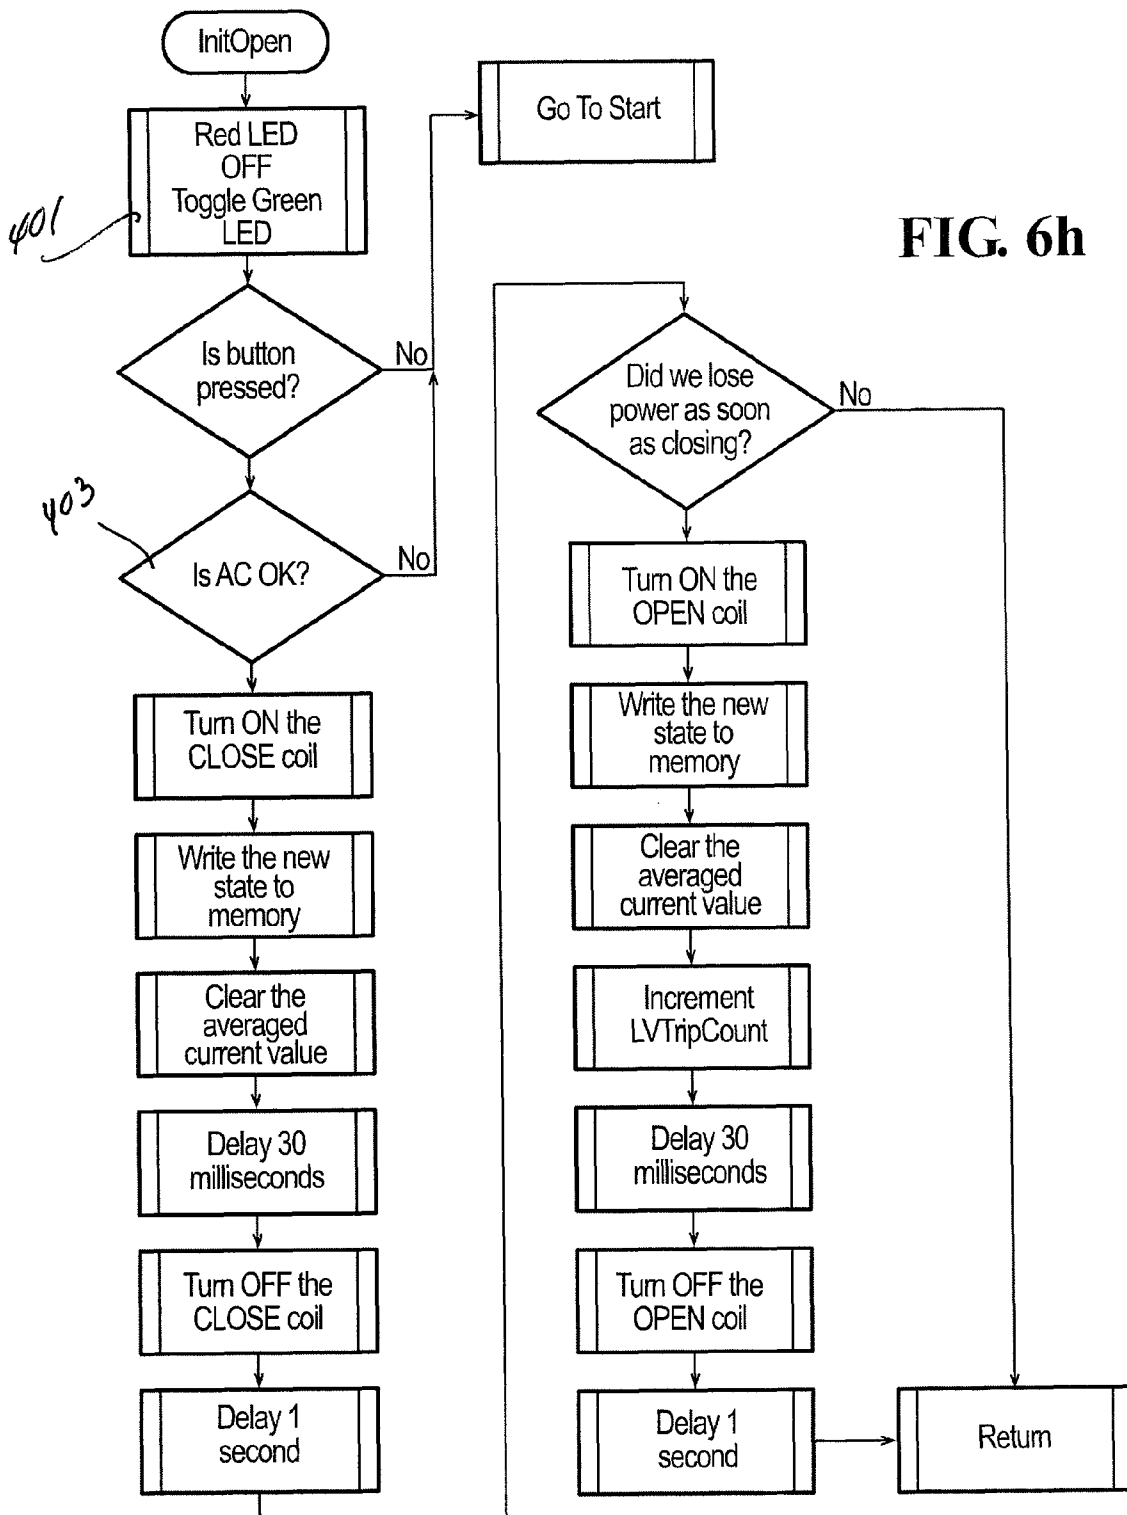 InitOpen
Red LED
OFF
Toggle Green
LED
401
Is button
pressed?
No
403
Is AC OK?
No
Turn ON the
CLOSE coil
Write the new
state to
memory
Clear the
averaged
current value
Delay 30
milliseconds
Turn OFF the
CLOSE coil
Delay 1
second
Go To Start
FIG. 6h
Did we lose
power as soon
as closing?
No
Turn ON the
OPEN coil
Write the new
state to
memory
Clear the
averaged
current value
Increment
LVTripCount
Delay 30
milliseconds
Turn OFF the
OPEN coil
Delay 1
second
Return